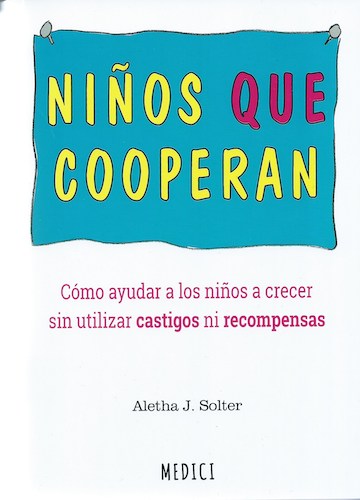 NIÑOS QUE
COOPERAN
Cómo ayudar a los niños a crecer
sin utilizar castigos ni recompensas
Aletha J. Solter
MEDICI